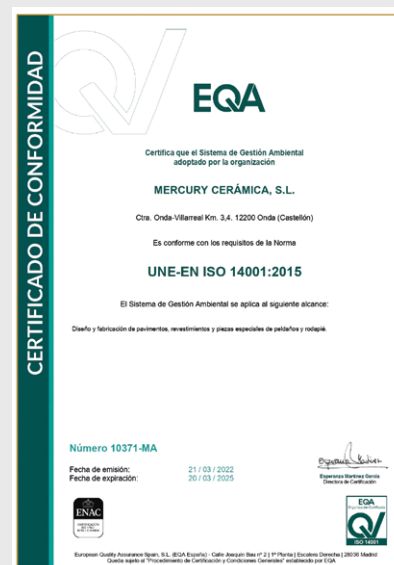 CERTIFICADO DE CONFORMIDAD
EQA
Certifica que el Sistema de Gestión Ambiental
adoptado por la organización
MERCURY CERÁMICA, S.L.
Ctra. Onda-Villarreal Km. 3,4. 12200 Onda (Castellón)
Es conforme con los requisitos de la Norma
UNE-EN ISO 14001:2015
El Sistema de Gestión Ambiental se aplica al siguiente alcance:
Diseño y fabricación de pavimentos, revestimientos y piezas especiales de peldaños y rodapié.
Número 10371-MA
Fecha de emisión: 21 / 03 / 2022
Fecha de expiración: 20 / 03 / 2025
Esperanza Martínez García
Directora de Certificación
ENAC
EQA
ISO 14001
European Quality Assurance Spain, S.L. (EQA España) - Calle Joaquín Bau nº 2 | 1ª Planta | Escalera Derecha | 28036 Madrid
Queda sujeto al "Procedimiento de Certificación y Condiciones Generales" establecido por EQA